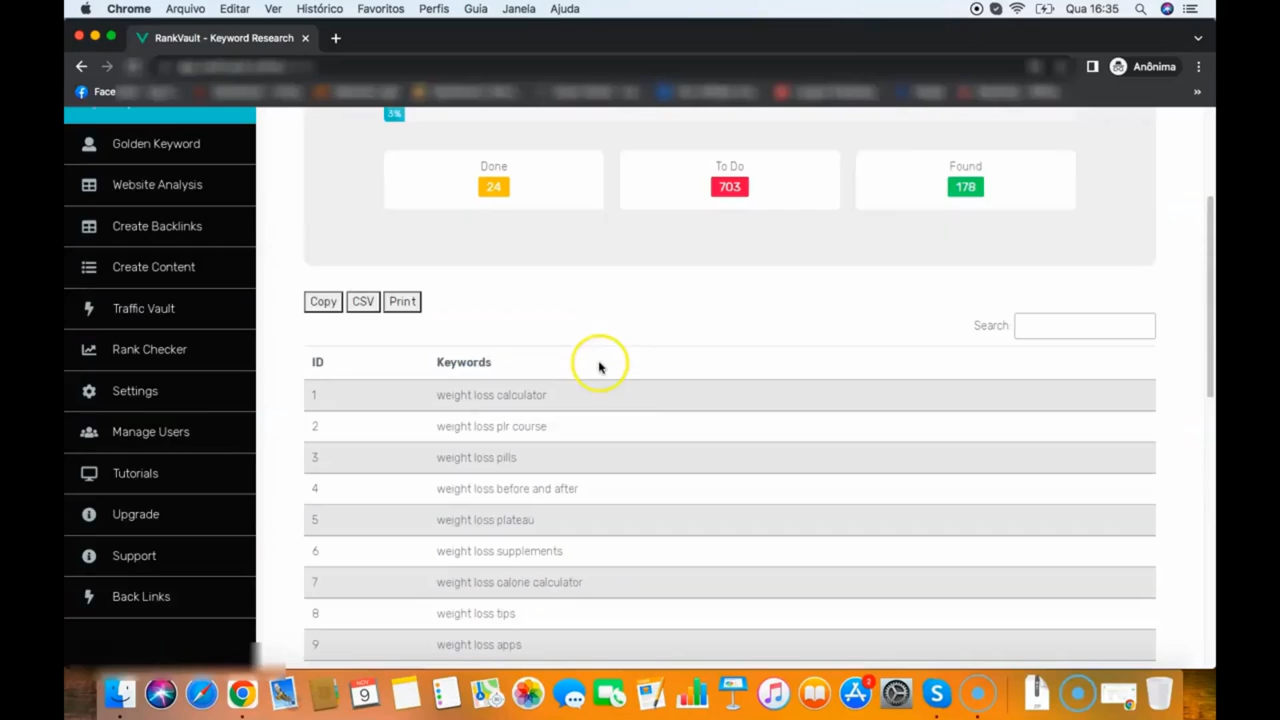 Chrome Arquivo Editar Ver Histórico Favoritos Perfis Guia Janela Ajuda Qua 16:35
RankVault - Keyword Research
Anônima
Face
3%
Golden Keyword
Website Analysis
Create Backlinks
Create Content
Traffic Vault
Rank Checker
Settings
Manage Users
Tutorials
Upgrade
Support
Back Links
Done To Do Found
24 703 178
Copy CSV Print
Search
ID Keywords
1 weight loss calculator
2 weight loss plr course
3 weight loss pills
4 weight loss before and after
5 weight loss plateau
6 weight loss supplements
7 weight loss calorie calculator
8 weight loss tips
9 weight loss apps
NOV
9
2